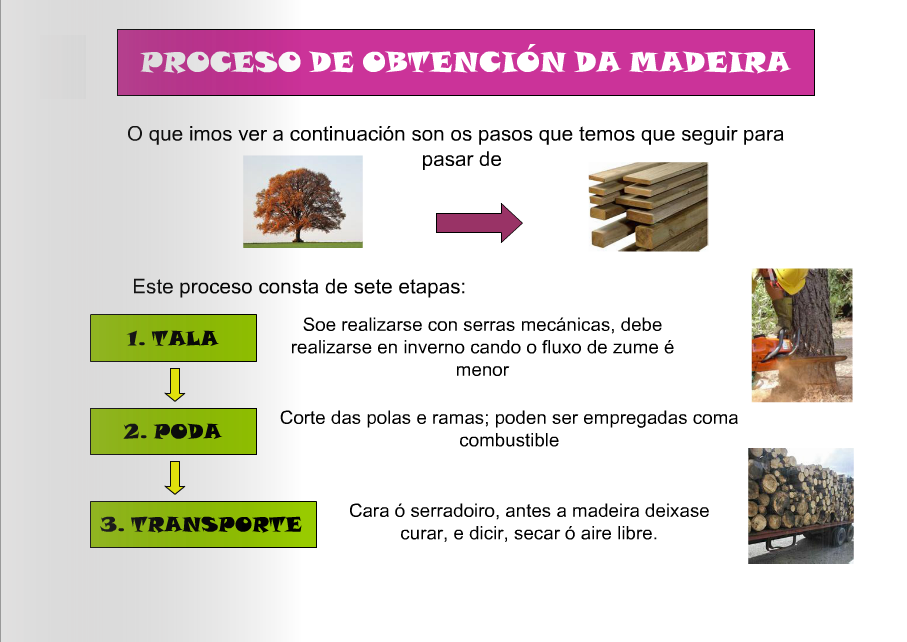 PROCESO DE OBTENCIÓN DA MADEIRA
O que imos ver a continuación son os pasos que temos que seguir para
pasar de
Este proceso consta de sete etapas:
1. TALA
Soe realizarse con serras mecánicas, debe
realizarse en inverno cando o fluxo de zume é
menor
2. PODA
Corte das polas e ramas; poden ser empregadas coma
combustible
3. TRANSPORTE
Cara ó serradoiro, antes a madeira deixase
curar, e dicir, secar ó aire libre.